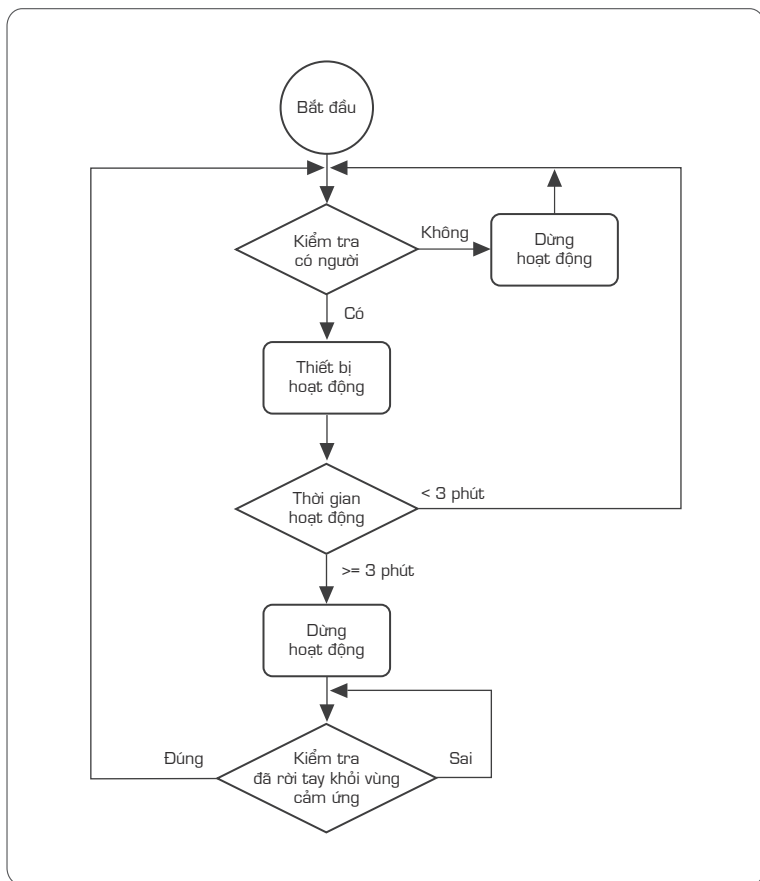 Bắt đầu
Kiểm tra
có người
Không
Dừng
hoạt động
Có
Thiết bị
hoạt động
Thời gian
hoạt động
< 3 phút
>= 3 phút
Dừng
hoạt động
Đúng
Kiểm tra
đã rời tay khỏi vùng
cảm ứng
Sai